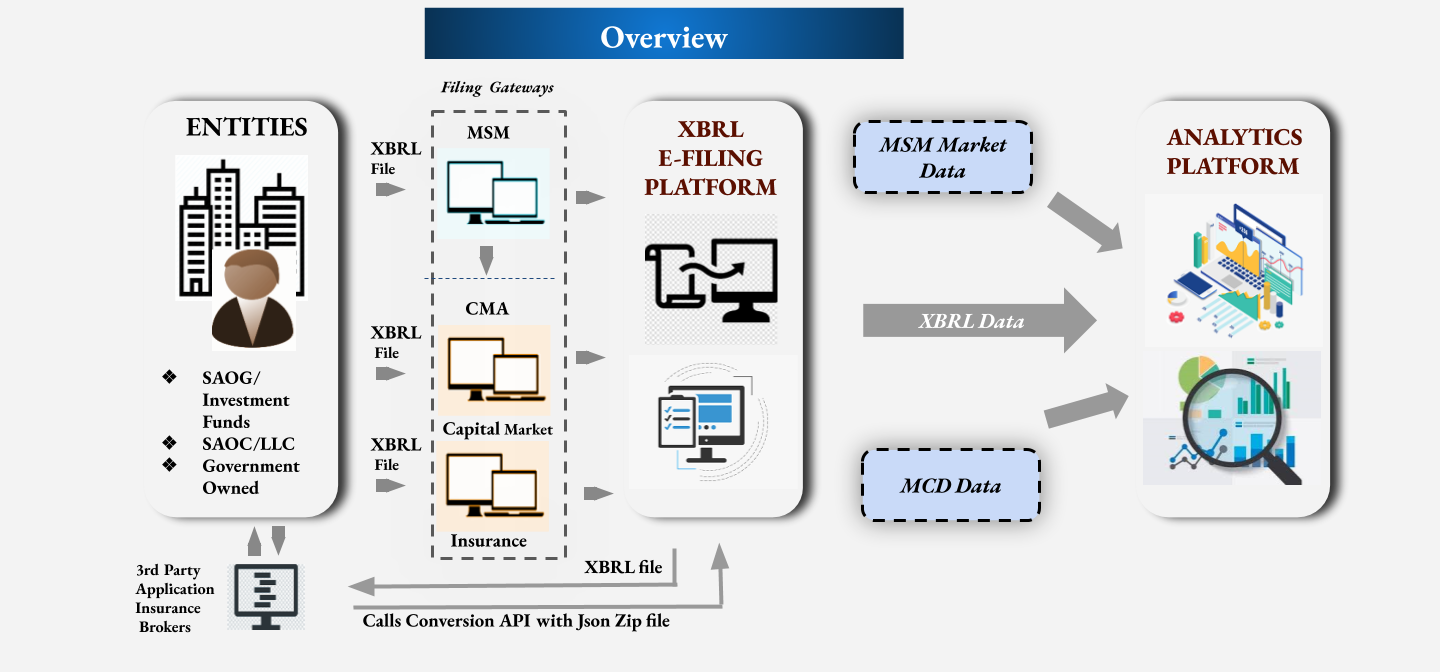 Overview
Filing Gateways
ENTITIES
SAOG/
Investment
Funds
SAOC/LLC
Government
Owned
XBRL
File
XBRL
File
XBRL
File
MSM
CMA
Capital Market
Insurance
XBRL
E-FILING
PLATFORM
MSM Market
Data
XBRL Data
MCD Data
ANALYTICS
PLATFORM
3rd Party
Application
Insurance
Brokers
XBRL file
Calls Conversion API with Json Zip file